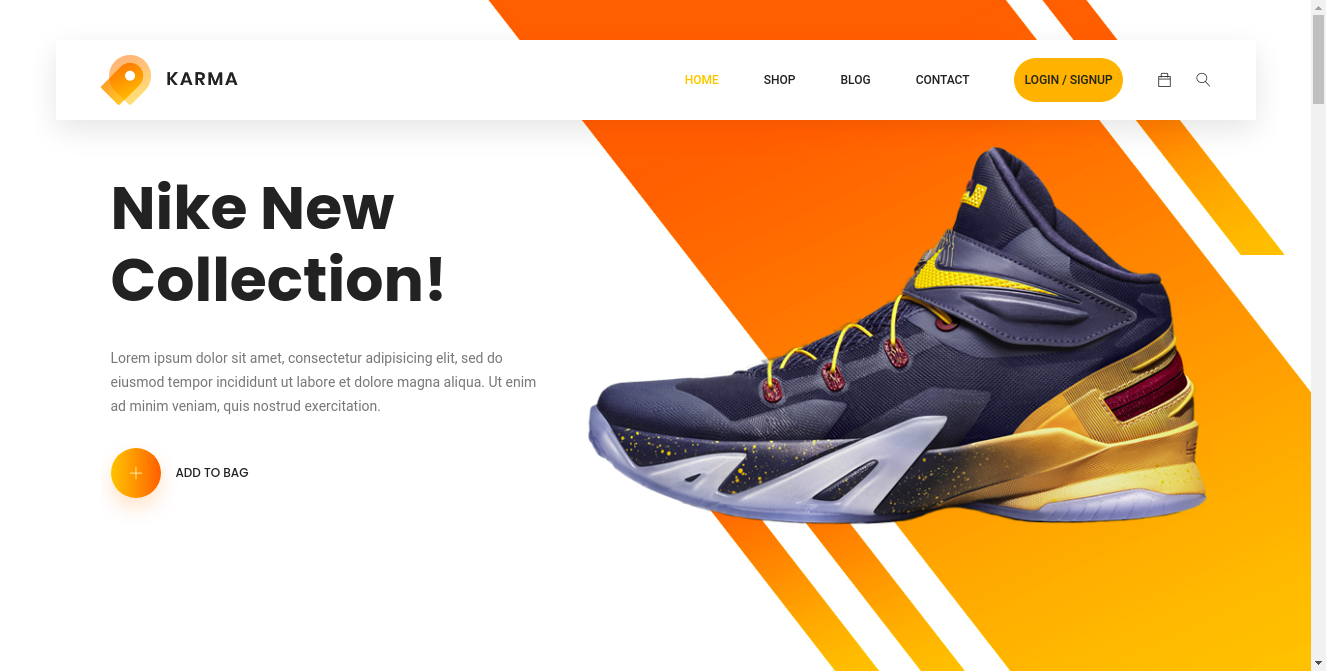 KARMA
HOME SHOP BLOG CONTACT LOGIN / SIGNUP
Nike New
Collection!
Lorem ipsum dolor sit amet, consectetur adipisicing elit, sed do
eiusmod tempor incididunt ut labore et dolore magna aliqua. Ut enim
ad minim veniam, quis nostrud exercitation.
ADD TO BAG